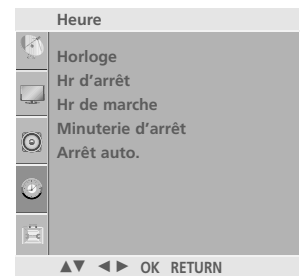 Heure
Horloge
Hr d'arrêt
Hr de marche
Minuterie d'arrêt
Arrêt auto.
▲▼ ◄► OK RETURN